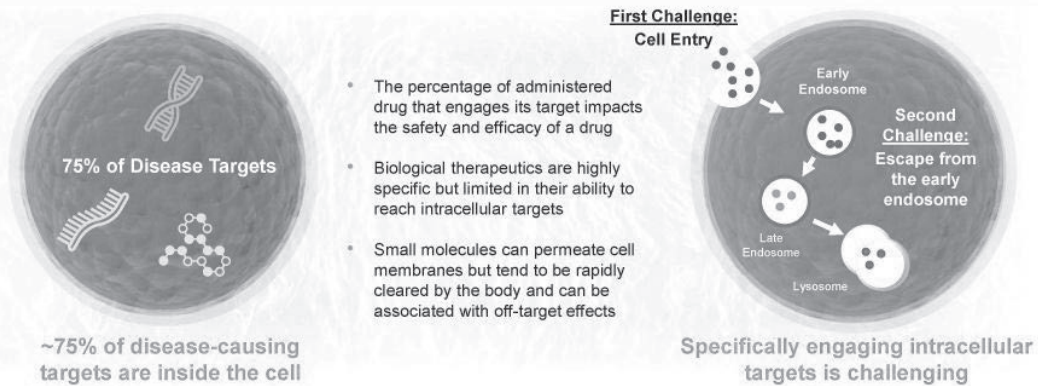 75% of Disease Targets
~75% of disease-causing
targets are inside the cell
• The percentage of administered
drug that engages its target impacts
the safety and efficacy of a drug
• Biological therapeutics are highly
specific but limited in their ability to
reach intracellular targets
• Small molecules can permeate cell
membranes but tend to be rapidly
cleared by the body and can be
associated with off-target effects
First Challenge:
Cell Entry
Early
Endosome
Second
Challenge:
Escape from
the early
endosome
Late
Endosome
Lysosome
Specifically engaging intracellular
targets is challenging